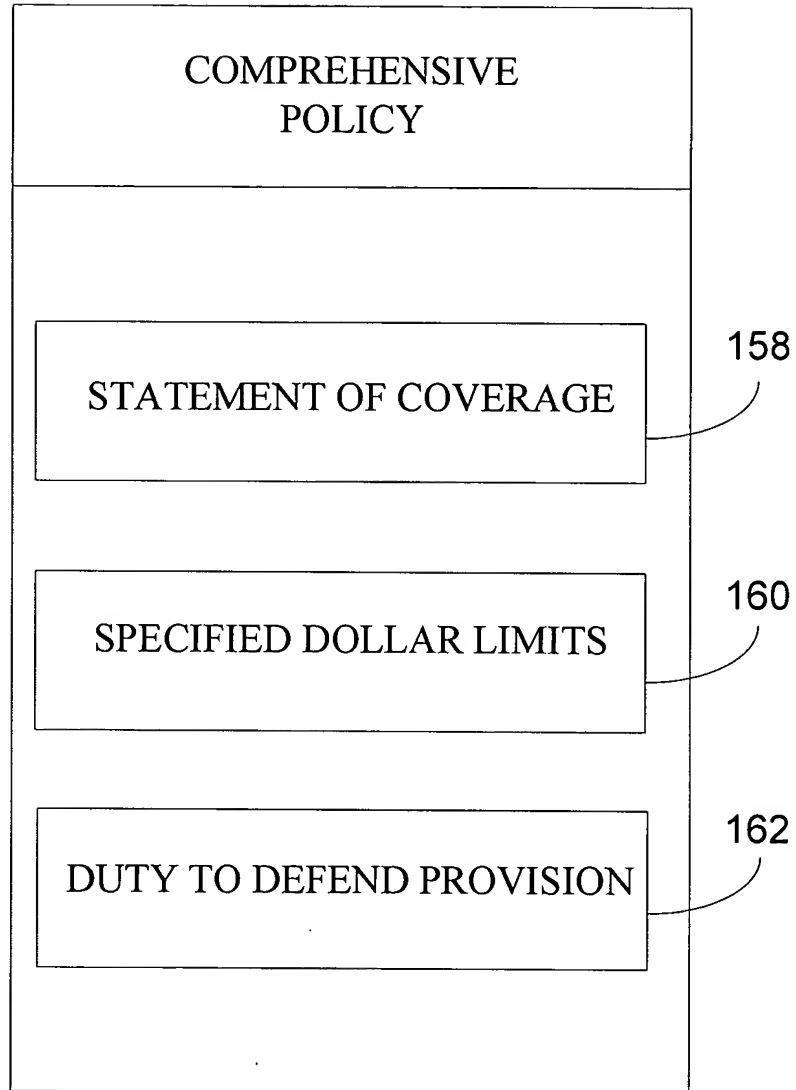 COMPREHENSIVE
POLICY
STATEMENT OF COVERAGE
158
SPECIFIED DOLLAR LIMITS
160
DUTY TO DEFEND PROVISION
162